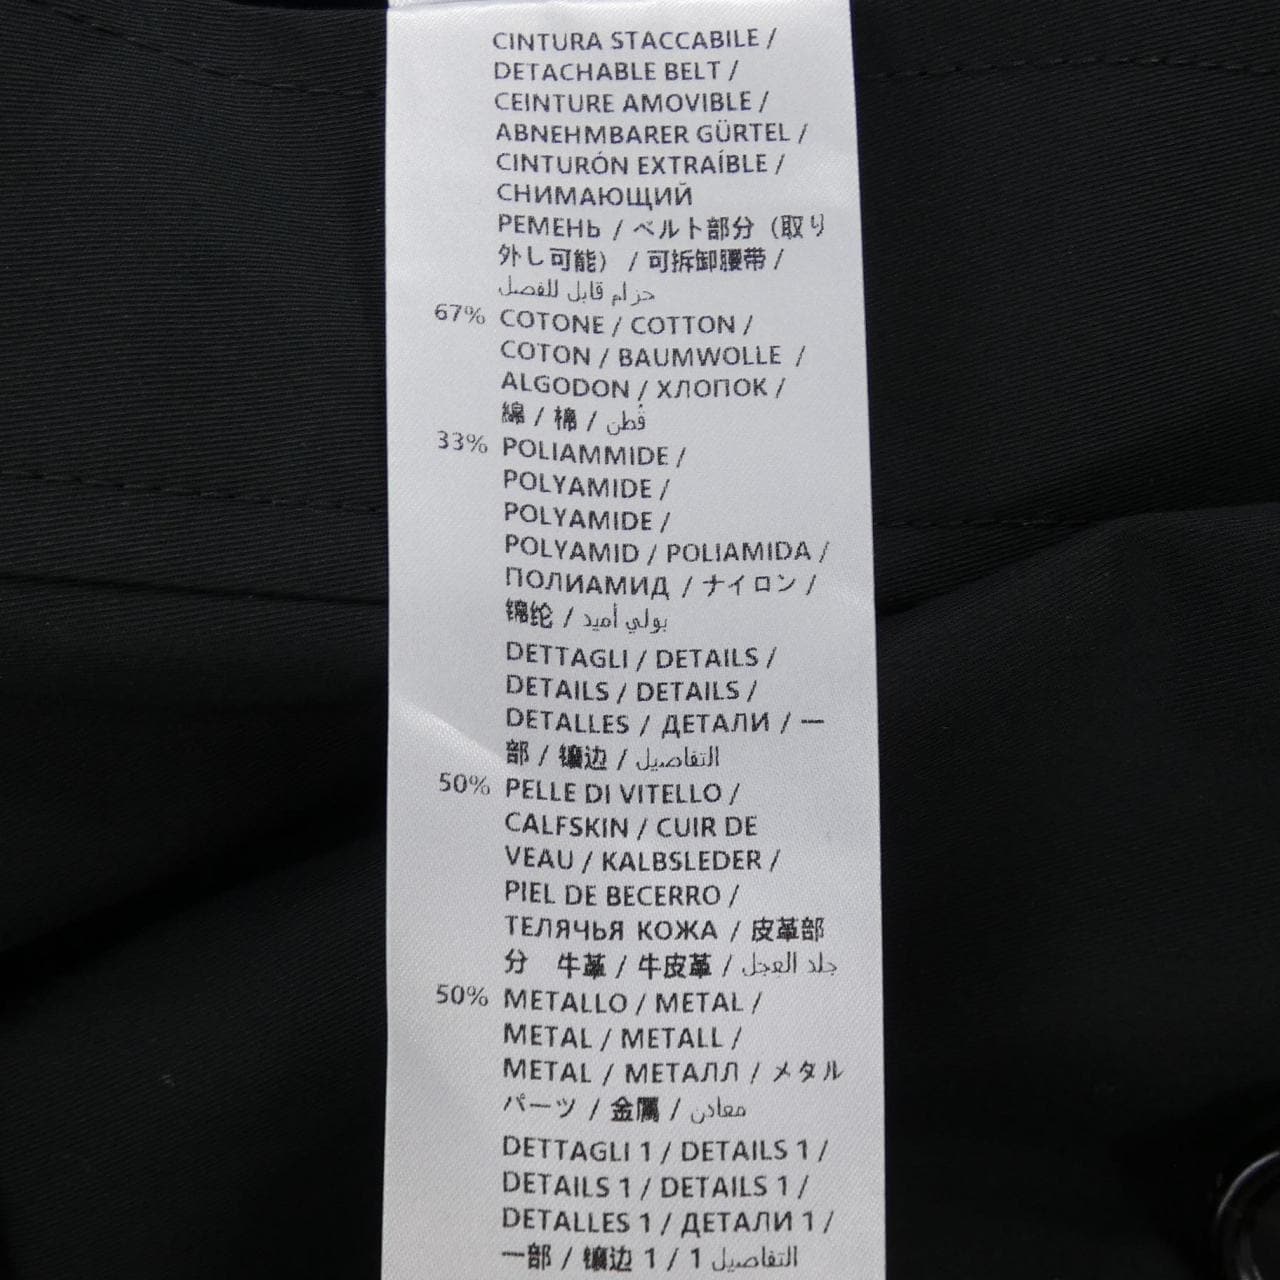 CINTURA STACCABILE /
DETACHABLE BELT /
CEINTURE AMOVIBLE /
ABNEHMBARER GÜRTEL /
CINTURÓN EXTRAÍBLE /
СНИМАЮЩИЙ
РЕМЕНЬ / ベルト部分（取り
外し可能） / 可拆卸腰带 /
حزام قابل للفصل
67% COTONE / COTTON /
COTON / BAUMWOLLE /
ALGODON / ХЛОПОК /
綿 / 棉 / قُطن
33% POLIAMMIDE /
POLYAMIDE /
POLYAMIDE /
POLYAMID / POLIAMIDA /
ПОЛИАМИД / ナイロン /
锦纶 / بولي أميد
DETTAGLI / DETAILS /
DETAILS / DETAILS /
DETALLES / ДЕТАЛИ / 一
部 / 镶边 / التفاصيل
50% PELLE DI VITELLO /
CALFSKIN / CUIR DE
VEAU / KALBSLEDER /
PIEL DE BECERRO /
ТЕЛЯЧЬЯ КОЖА / 皮革部
分 牛革 / 牛皮革 / جلد العجل
50% METALLO / METAL /
METAL / METALL /
METAL / МЕТАЛЛ / メタル
パーツ / 金属 / معادن
DETTAGLI 1 / DETAILS 1 /
DETAILS 1 / DETAILS 1 /
DETALLES 1 / ДЕТАЛИ 1 /
一部 / 镶边 1 / 1 التفاصيل